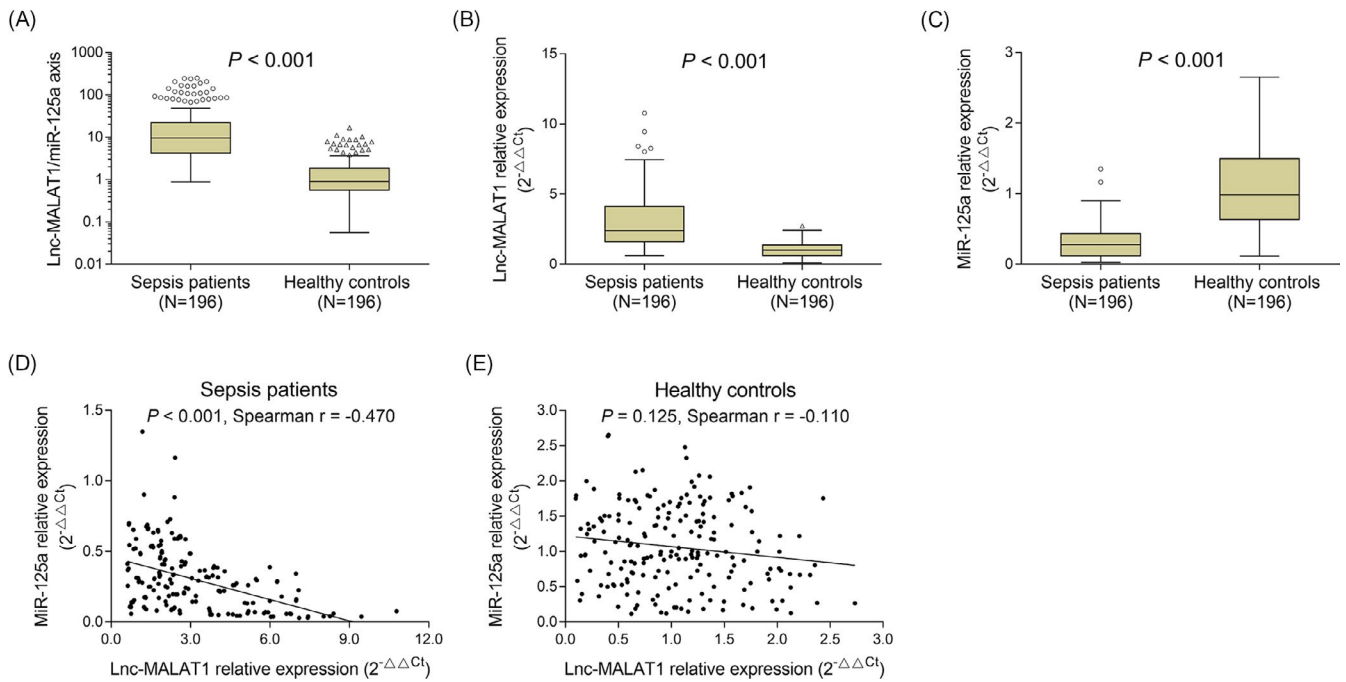 (A)
Lnc-MALAT1/miR-125a axis
1000
100
10
1
0.1
0.01
P < 0.001
Sepsis patients
(N=196)
Healthy controls
(N=196)
(B)
Lnc-MALAT1 relative expression
(2-△△Ct)
15
10
5
0
P < 0.001
Sepsis patients
(N=196)
Healthy controls
(N=196)
(C)
MiR-125a relative expression
(2-△△Ct)
3
2
1
0
P < 0.001
Sepsis patients
(N=196)
Healthy controls
(N=196)
(D)
Sepsis patients
P < 0.001, Spearman r = -0.470
MiR-125a relative expression
(2-△△Ct)
1.5
1.0
0.5
0.0
0.0 3.0 6.0 9.0 12.0
Lnc-MALAT1 relative expression (2-△△Ct)
(E)
Healthy controls
P = 0.125, Spearman r = -0.110
MiR-125a relative expression
(2-△△Ct)
3.0
2.5
2.0
1.5
1.0
0.5
0.0
0.0 0.5 1.0 1.5 2.0 2.5 3.0
Lnc-MALAT1 relative expression (2-△△Ct)